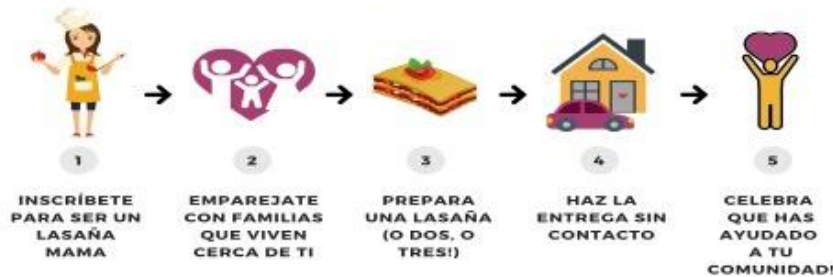 1
INSCRÍBETE
PARA SER UN
LASAÑA
MAMA
2
EMPAREJATE
CON FAMILIAS
QUE VIVEN
CERCA DE TI
3
PREPARA
UNA LASAÑA
(O DOS, O
TRES!)
4
HAZ LA
ENTREGA SIN
CONTACTO
5
CELEBRA
QUE HAS
AYUDADO
A TU
COMUNIDAD!